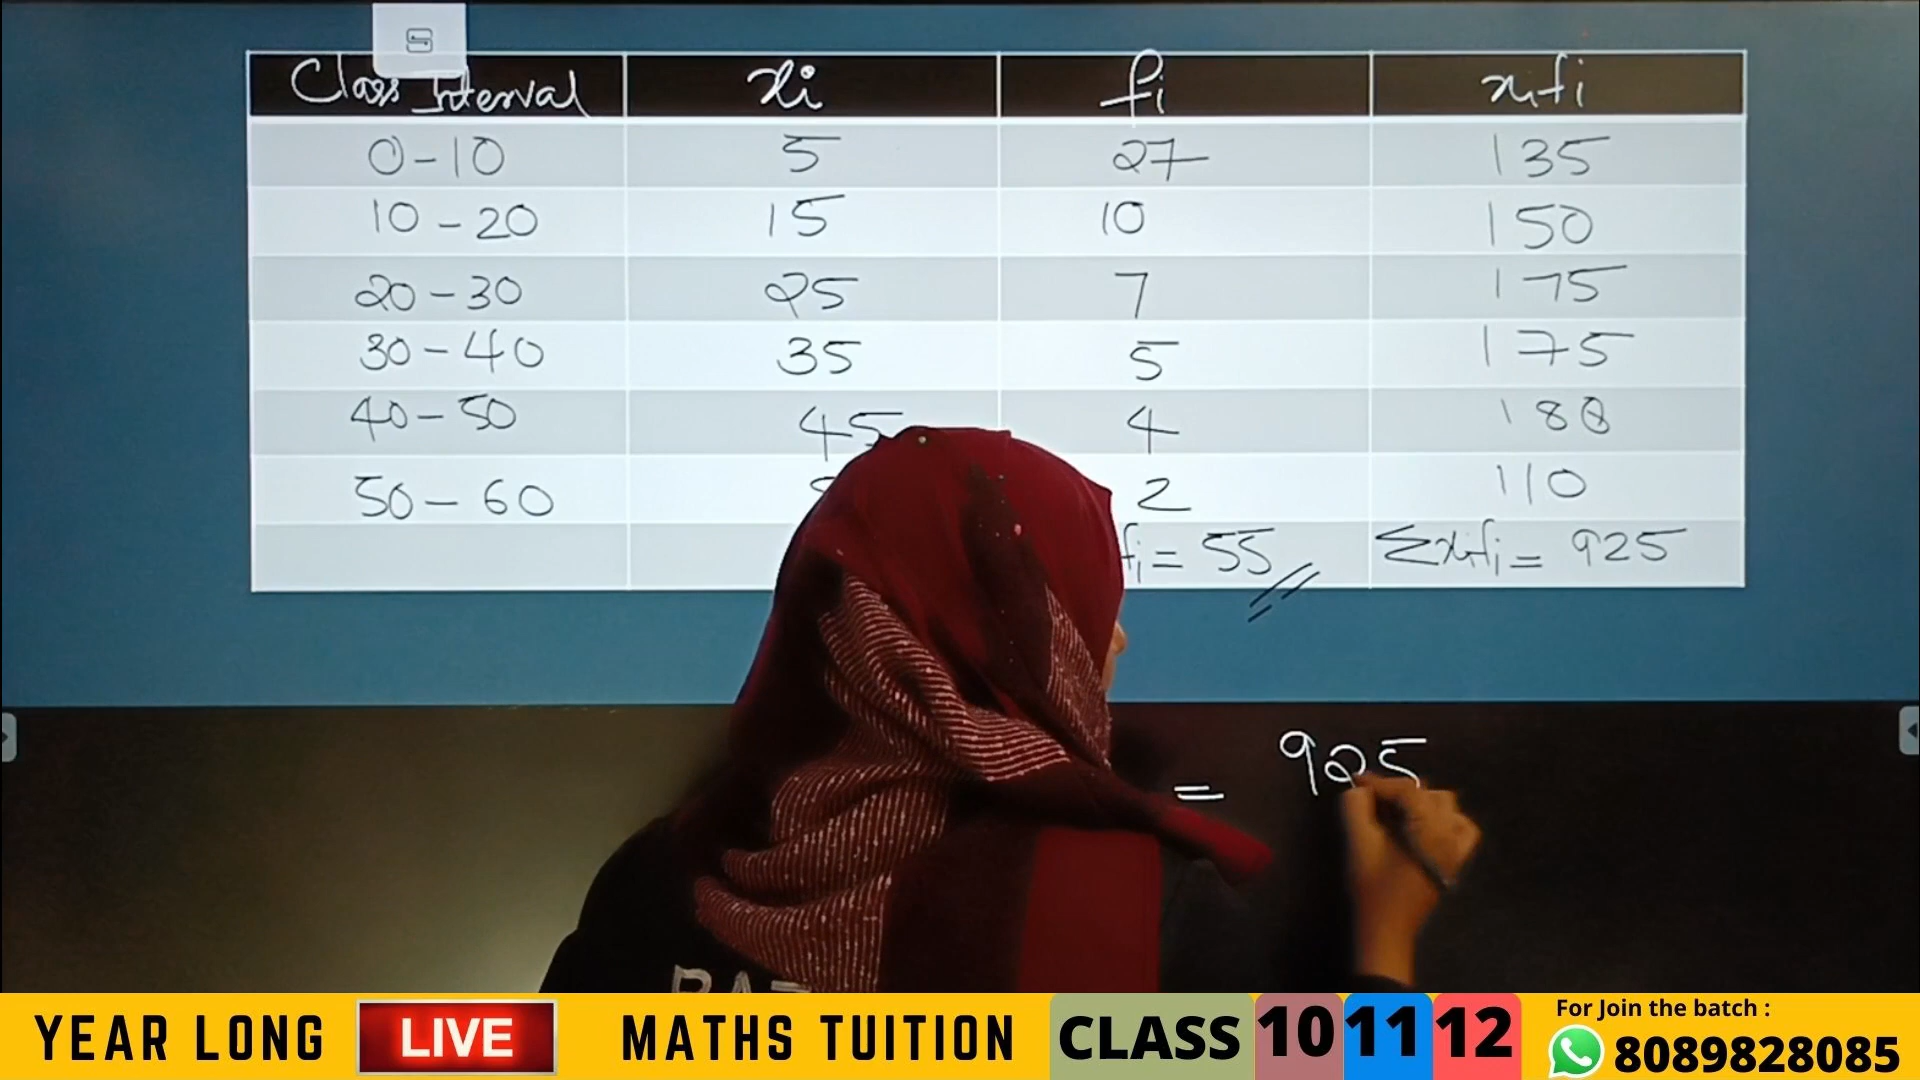 Class Interval xi fi xifi
0-10 5 27 135
10-20 15 10 150
20-30 25 7 175
30-40 35 5 175
40-50 45 4 180
50-60 2 110
fi = 55 Σxifi = 925
= 925
YEAR LONG LIVE MATHS TUITION CLASS 10 11 12
For Join the batch :
8089828085